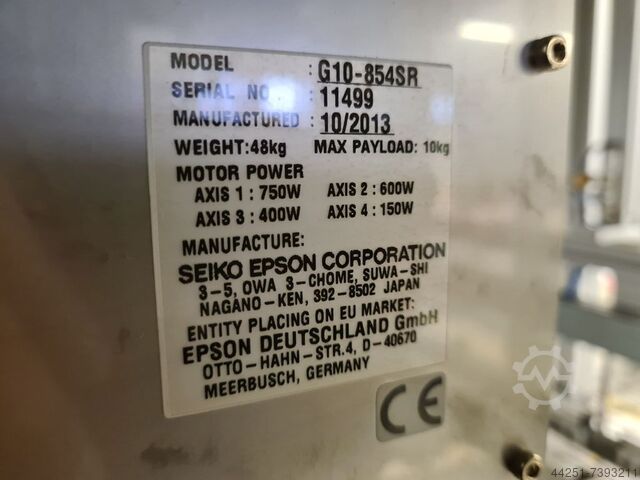 MODEL : G10-854SR
SERIAL NO. : 11499
MANUFACTURED : 10/2013
WEIGHT:48kg MAX PAYLOAD: 10kg
MOTOR POWER
AXIS 1 : 750W AXIS 2 : 600W
AXIS 3 : 400W AXIS 4 : 150W
MANUFACTURE:
SEIKO EPSON CORPORATION
3-5, OWA 3-CHOME, SUWA-SHI
NAGANO-KEN, 392-8502 JAPAN
ENTITY PLACING ON EU MARKET:
EPSON DEUTSCHLAND GmbH
OTTO-HAHN-STR.4, D-40670
MEERBUSCH, GERMANY
CE
44251-7393211